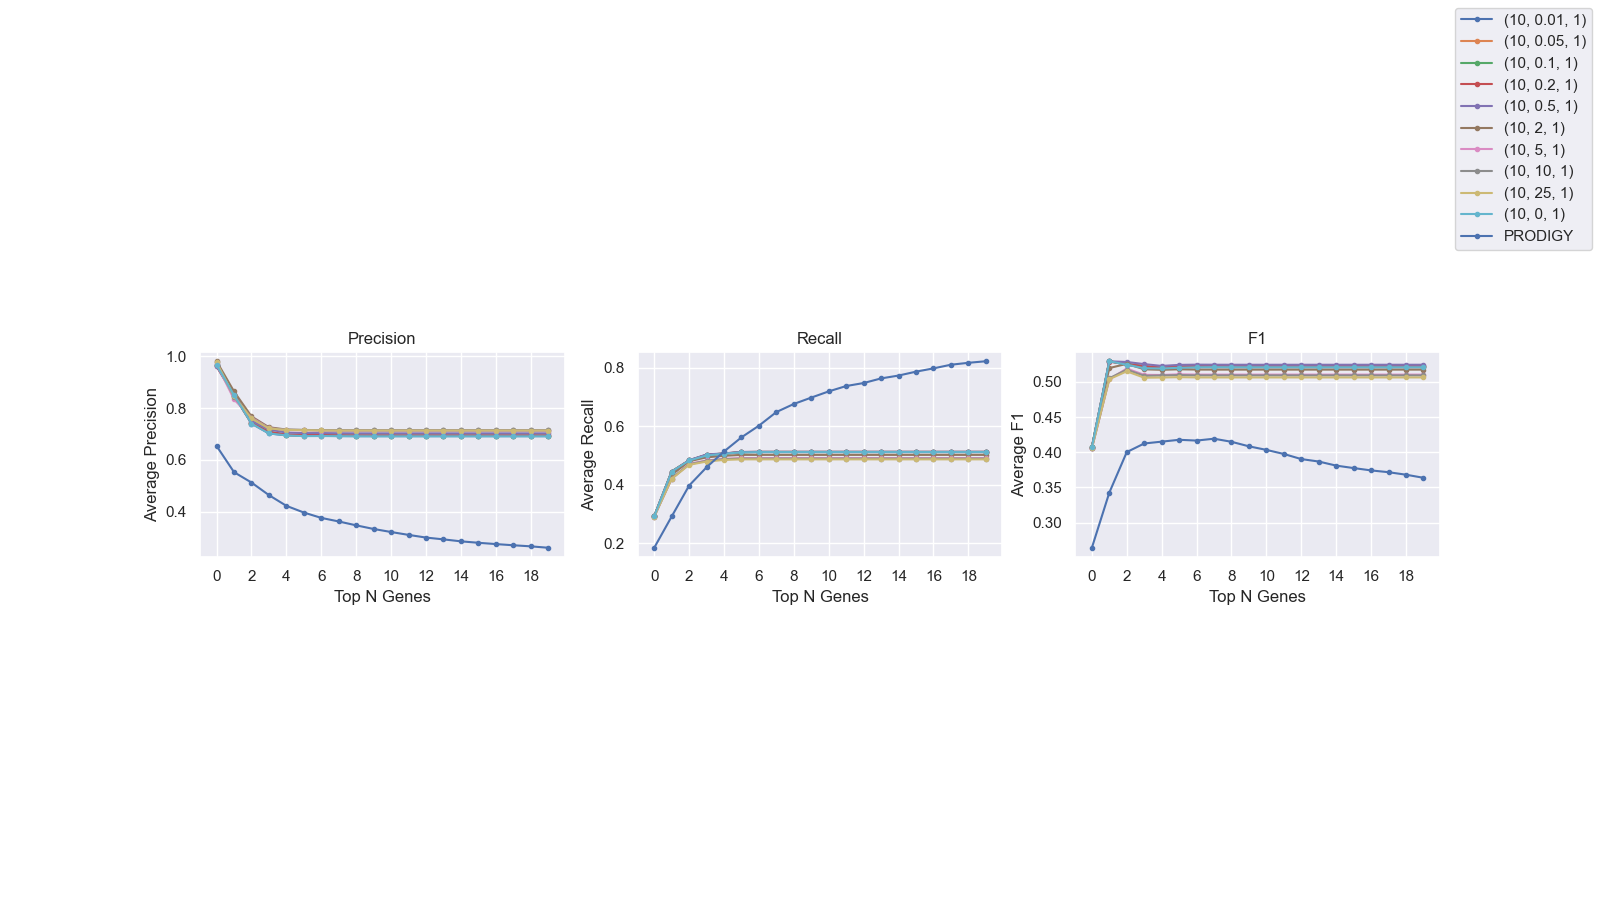 (10, 0.01, 1)
(10, 0.05, 1)
(10, 0.1, 1)
(10, 0.2, 1)
(10, 0.5, 1)
(10, 2, 1)
(10, 5, 1)
(10, 10, 1)
(10, 25, 1)
(10, 0, 1)
PRODIGY
Precision
Average Precision
1.0
0.8
0.6
0.4
0 2 4 6 8 10 12 14 16 18
Top N Genes
Recall
Average Recall
0.8
0.6
0.4
0.2
0 2 4 6 8 10 12 14 16 18
Top N Genes
F1
Average F1
0.50
0.45
0.40
0.35
0.30
0 2 4 6 8 10 12 14 16 18
Top N Genes